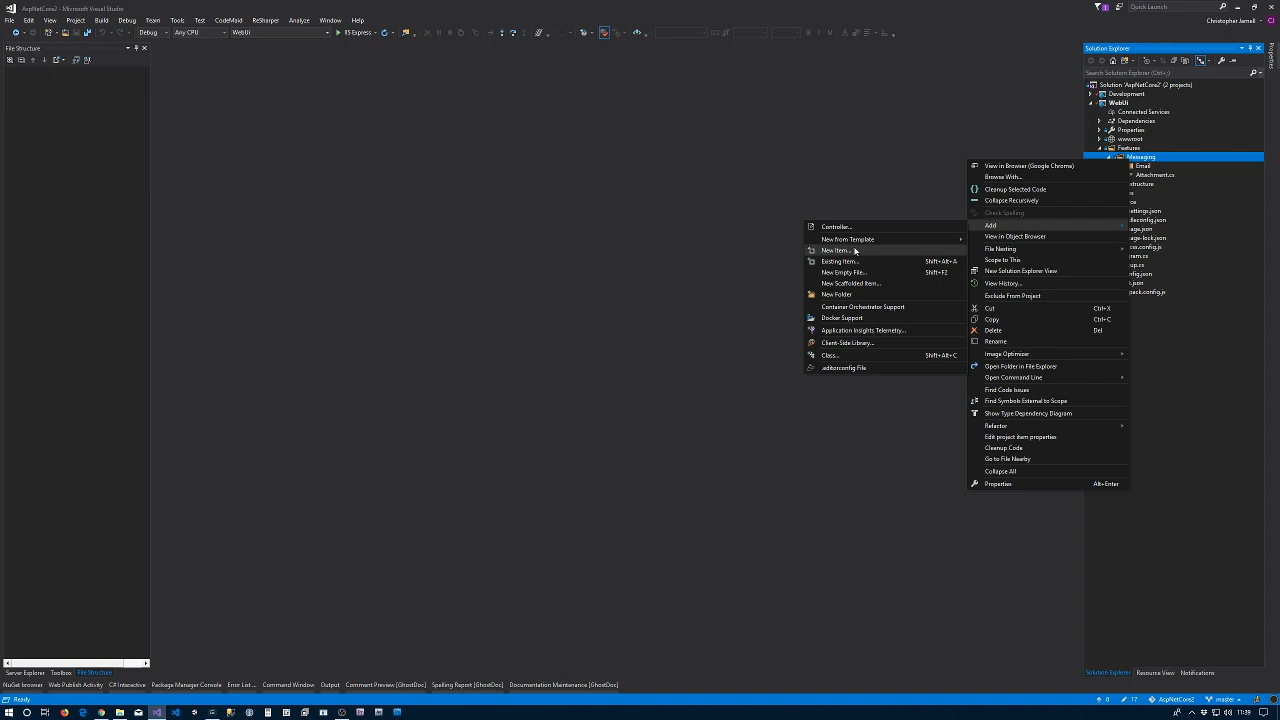 AspNetCore2 - Microsoft Visual Studio
1
Quick Launch
File Edit View Project Build Debug Team Tools Test CodeMaid ReSharper Analyze Window Help
Christopher Jamell
CJ
Debug
Any CPU
WebUi
IIS Express
File Structure
Solution Explorer
Properties
Search Solution Explorer (Ctrl+;)
Solution 'AspNetCore2' (2 projects)
Development
WebUi
Connected Services
Dependencies
Properties
wwwroot
Features
Messaging
Email
Attachment.cs
View in Browser (Google Chrome)
Browse With...
Cleanup Selected Code
Collapse Recursively
Check Spelling
Add
View in Object Browser
File Nesting
Scope to This
New Solution Explorer View
View History...
Exclude From Project
Cut Ctrl+X
Copy Ctrl+C
Delete Del
Rename
Image Optimizer
Open Folder in File Explorer
Open Command Line
Find Code Issues
Find Symbols External to Scope
Show Type Dependency Diagram
Refactor
Edit project item properties
Cleanup Code
Go to File Nearby
Collapse All
Properties Alt+Enter
Controller...
New from Template
New Item...
Existing Item... Shift+Alt+A
New Empty File... Shift+F2
New Scaffolded Item...
New Folder
Container Orchestrator Support
Docker Support
Application Insights Telemetry...
Client-Side Library...
Class... Shift+Alt+C
.editorconfig File
Server Explorer Toolbox File Structure
Solution Explorer Resource View Notifications
NuGet browser Web Publish Activity C# Interactive Package Manager Console Error List ... Command Window Output Comment Preview [GhostDoc] Spelling Report [GhostDoc] Documentation Maintenance [GhostDoc]
Ready
0 17 AspNetCore2 master
11:39